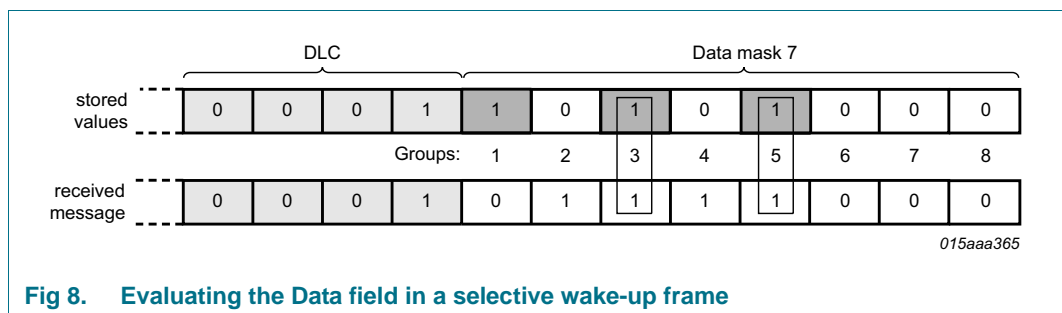 DLC Data mask 7
stored values 0 0 0 1 1 0 1 0 1 0 0 0
Groups: 1 2 3 4 5 6 7 8
received message 0 0 0 1 0 1 1 1 1 0 0 0
015aaa365
Fig 8. Evaluating the Data field in a selective wake-up frame